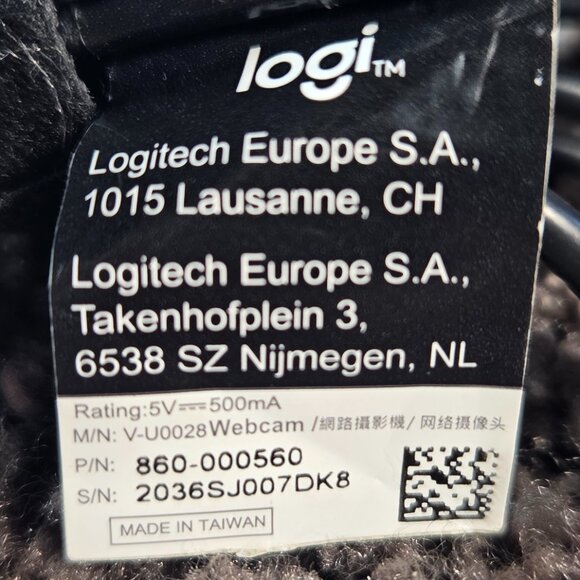 logi™
Logitech Europe S.A.,
1015 Lausanne, CH
Logitech Europe S.A.,
Takenhofplein 3,
6538 SZ Nijmegen, NL
Rating:5V⎓500mA
M/N: V-U0028 Webcam /網路攝影機/ 网络摄像头
P/N: 860-000560
S/N: 2036SJ007DK8
MADE IN TAIWAN